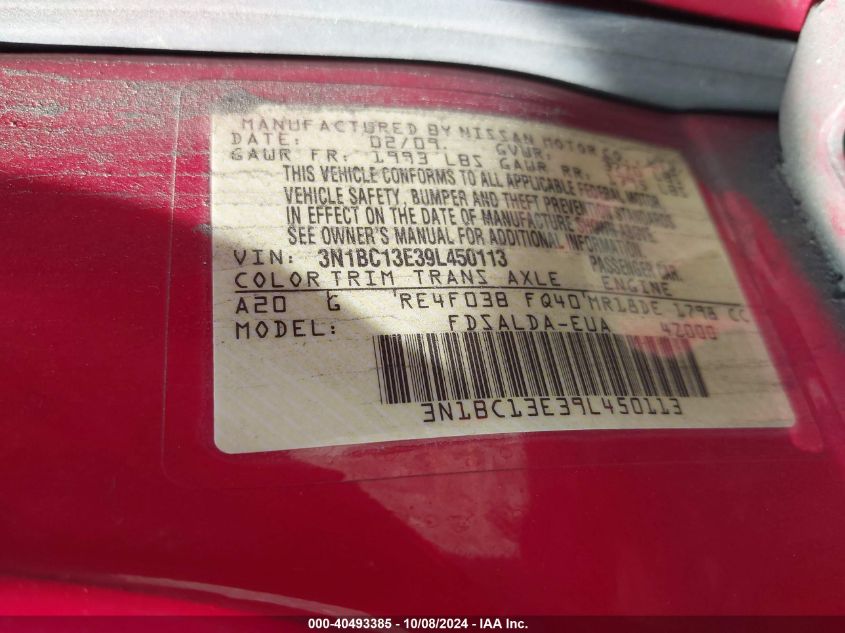 MANUFACTURED BY NISSAN MOTOR CO.
DATE: 02/09 GVWR:
GAWR FR: 1993 LBS GAWR RR:
THIS VEHICLE CONFORMS TO ALL APPLICABLE FEDERAL MOTOR
VEHICLE SAFETY, BUMPER AND THEFT PREVENTION STANDARDS
IN EFFECT ON THE DATE OF MANUFACTURE SHOWN ABOVE.
SEE OWNER'S MANUAL FOR ADDITIONAL INFORMATION.
VIN: 3N1BC13E39L450113 PASSENGER CAR
COLOR TRIM TRANS AXLE ENGINE
A20 G RE4F03B FQ40 MR18DE 1798 CC
MODEL: FDSALDA-EUA 4Z000
3N1BC13E39L450113
000-40493385 - 10/08/2024 - IAA Inc.